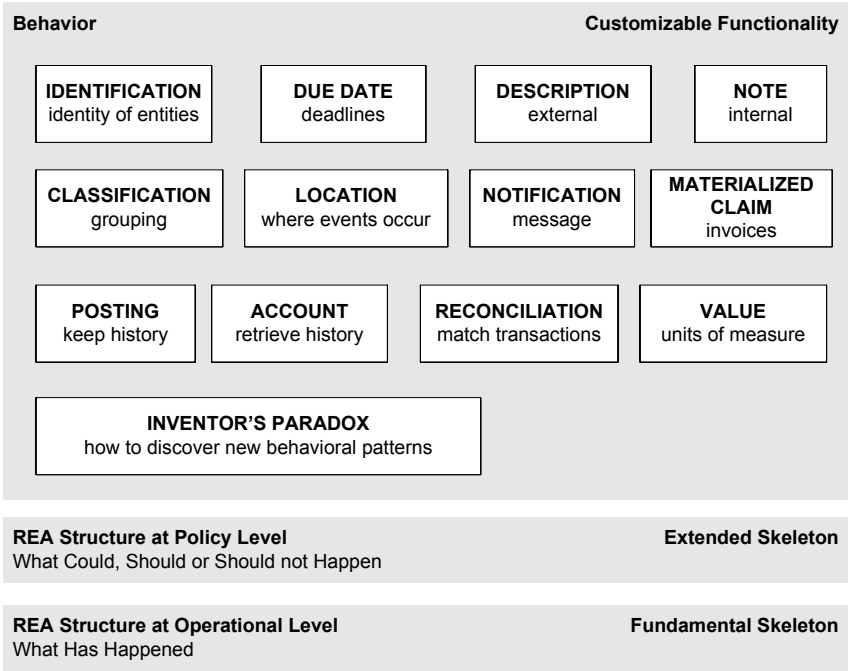 Behavior Customizable Functionality
IDENTIFICATION
identity of entities
DUE DATE
deadlines
DESCRIPTION
external
NOTE
internal
CLASSIFICATION
grouping
LOCATION
where events occur
NOTIFICATION
message
MATERIALIZED
CLAIM
invoices
POSTING
keep history
ACCOUNT
retrieve history
RECONCILIATION
match transactions
VALUE
units of measure
INVENTOR'S PARADOX
how to discover new behavioral patterns
REA Structure at Policy Level Extended Skeleton
What Could, Should or Should not Happen
REA Structure at Operational Level Fundamental Skeleton
What Has Happened